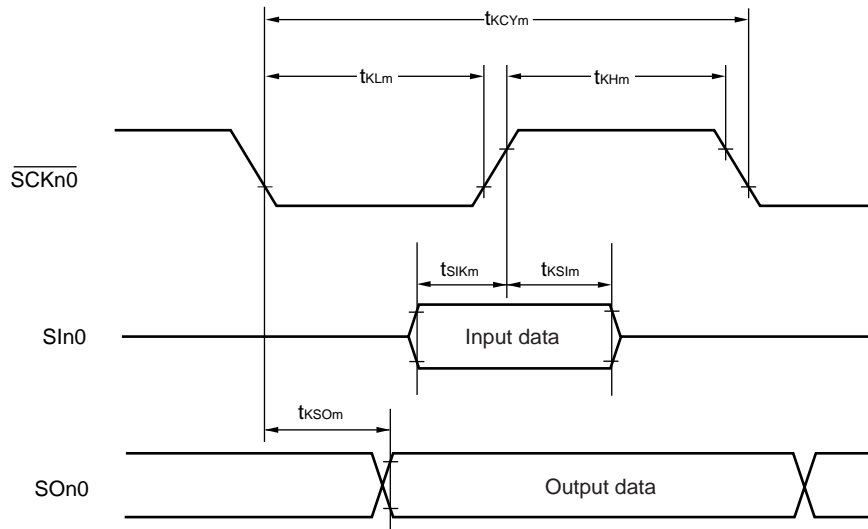 tKCYm
tKLm
tKHm
SCKn0
tSIKm
tKSIm
SIn0
Input data
tKSOm
SOn0
Output data